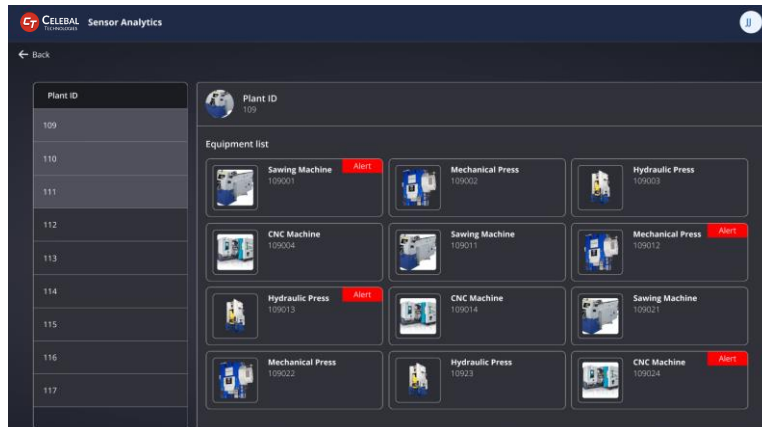 CT CELEBAL TECHNOLOGIES Sensor Analytics JJ
← Back
Plant ID
109
110
111
112
113
114
115
116
117
Plant ID
109
Equipment list
Sawing Machine Alert
109001
Mechanical Press
109002
Hydraulic Press
109003
CNC Machine
109004
Sawing Machine
109011
Mechanical Press Alert
109012
Hydraulic Press Alert
109013
CNC Machine
109014
Sawing Machine
109021
Mechanical Press
109022
Hydraulic Press
10923
CNC Machine Alert
109024